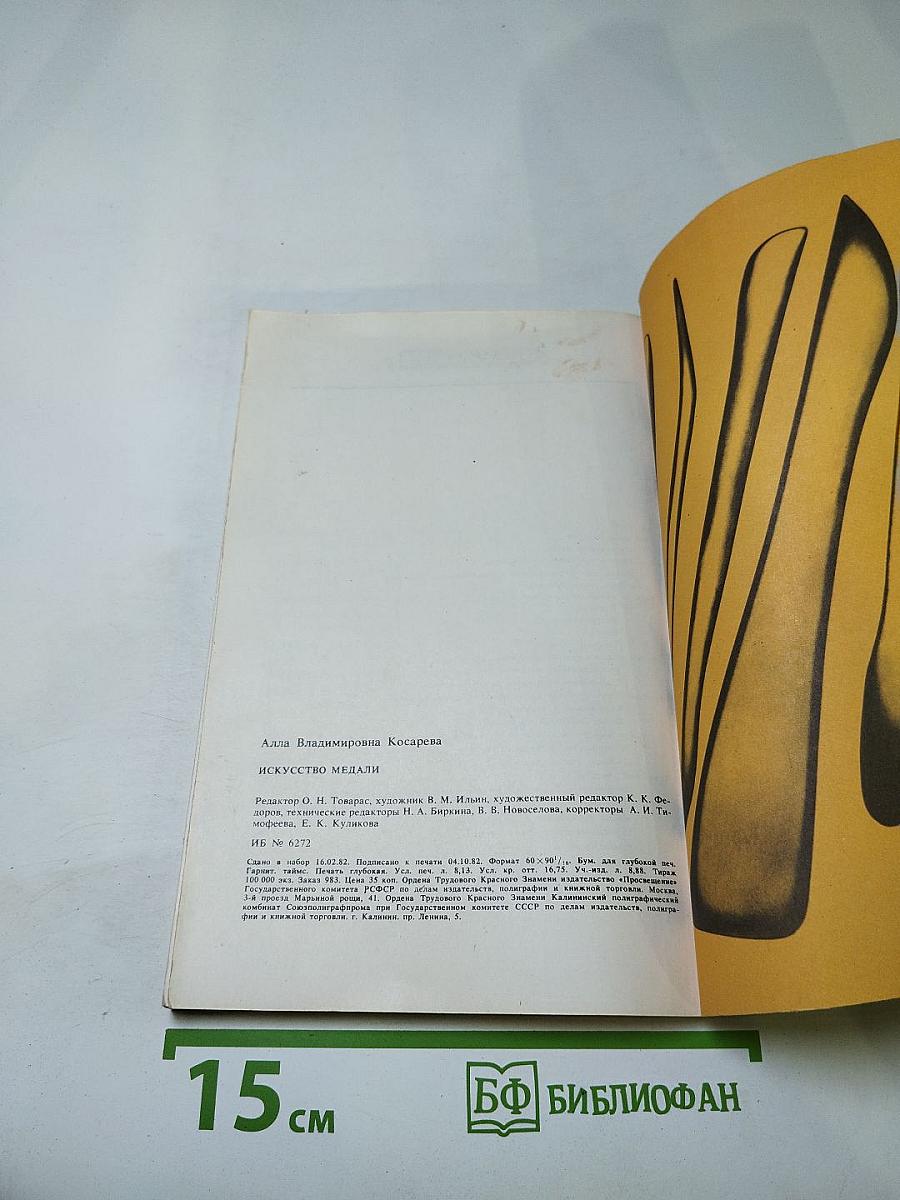 Алла Владимировна Косарева
ИСКУССТВО МЕДАЛИ
Редактор О. Н. Товарас, художник В. М. Ильин, художественный редактор К. К. Фе-
доров, технические редакторы Н. А. Биркина, В. В. Новоселова, корректоры А. И. Ти-
мофеева, Е. К. Куликова
ИБ № 6272
Сдано в набор 16.02.82. Подписано к печати 04.10.82. Формат 60×90¹/₁₆. Бум. для глубокой печ.
Гарнит. таймс. Печать глубокая. Усл. печ. л. 8,13. Усл. кр. отт. 16,75. Уч.-изд. л. 8,88. Тираж
100 000 экз. Заказ 983. Цена 35 коп. Ордена Трудового Красного Знамени издательство «Просвещение»
Государственного комитета РСФСР по делам издательств, полиграфии и книжной торговли. Москва,
3-й проезд Марьиной рощи, 41. Ордена Трудового Красного Знамени Калининский полиграфический
комбинат Союзполиграфпрома при Государственном комитете СССР по делам издательств, полигра-
фии и книжной торговли. г. Калинин. пр. Ленина, 5.
15 см
БФ БИБЛИОФАН